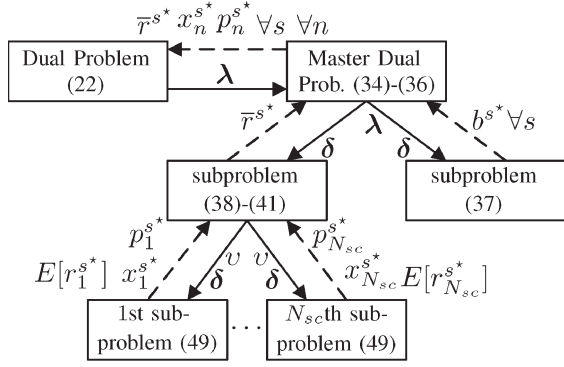 r̅^{s*} x_n^{s*} p_n^{s*} ∀s ∀n
Dual Problem
(22)
λ
Master Dual
Prob. (34)-(36)
r̅^{s*}
δ
λ
δ
b^{s*} ∀s
subproblem
(38)-(41)
subproblem
(37)
p_1^{s*}
p_{N_{sc}}^{s*}
E[r_1^{s*}] x_1^{s*}
δ υ
υ δ
x_{N_{sc}}^{s*} E[r_{N_{sc}}^{s*}]
1st sub-
problem (49)
...
N_{sc}th sub-
problem (49)